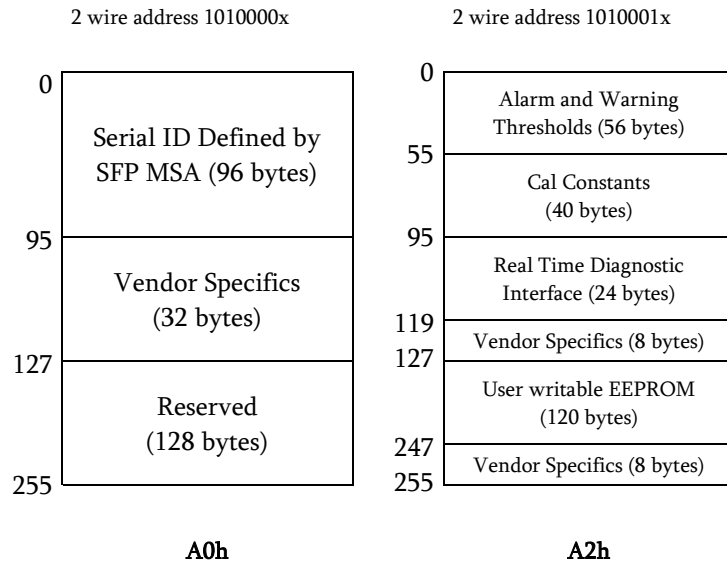 2 wire address 1010000x
0
Serial ID Defined by
SFP MSA (96 bytes)
95
Vendor Specifics
(32 bytes)
127
Reserved
(128 bytes)
255
A0h
2 wire address 1010001x
0
Alarm and Warning
Thresholds (56 bytes)
55
Cal Constants
(40 bytes)
95
Real Time Diagnostic
Interface (24 bytes)
119
Vendor Specifics (8 bytes)
127
User writable EEPROM
(120 bytes)
247
Vendor Specifics (8 bytes)
255
A2h